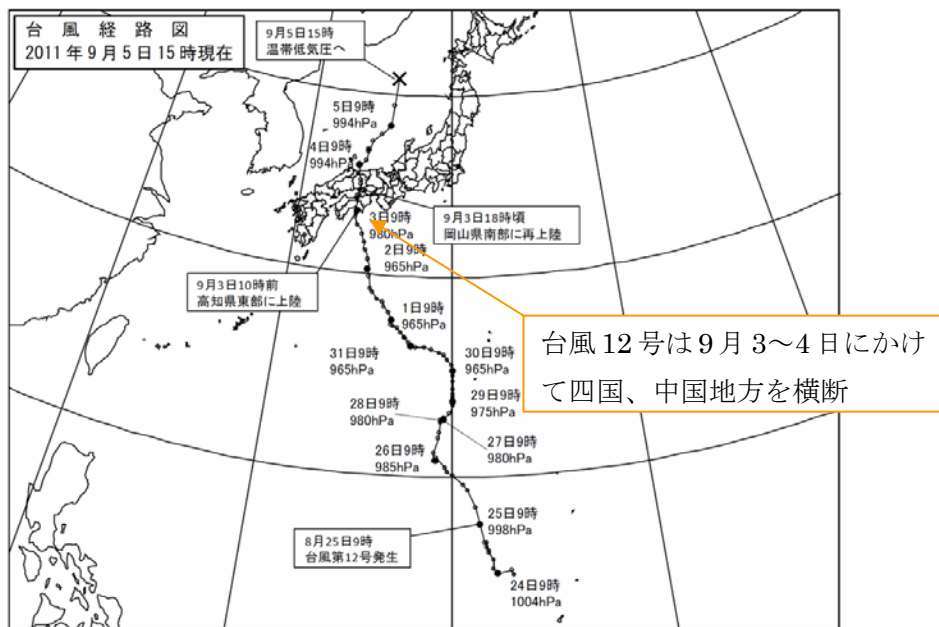 台風経路図
2011年9月5日15時現在
9月5日15時
温帯低気圧へ
5日9時
994hPa
4日9時
994hPa
3日9時
980hPa
9月3日18時頃
岡山県南部に再上陸
2日9時
965hPa
9月3日10時前
高知県東部に上陸
1日9時
965hPa
台風12号は9月3～4日にかけ
て四国、中国地方を横断
31日9時
965hPa
30日9時
965hPa
29日9時
975hPa
28日9時
980hPa
27日9時
980hPa
26日9時
985hPa
25日9時
998hPa
8月25日9時
台風第12号発生
24日9時
1004hPa